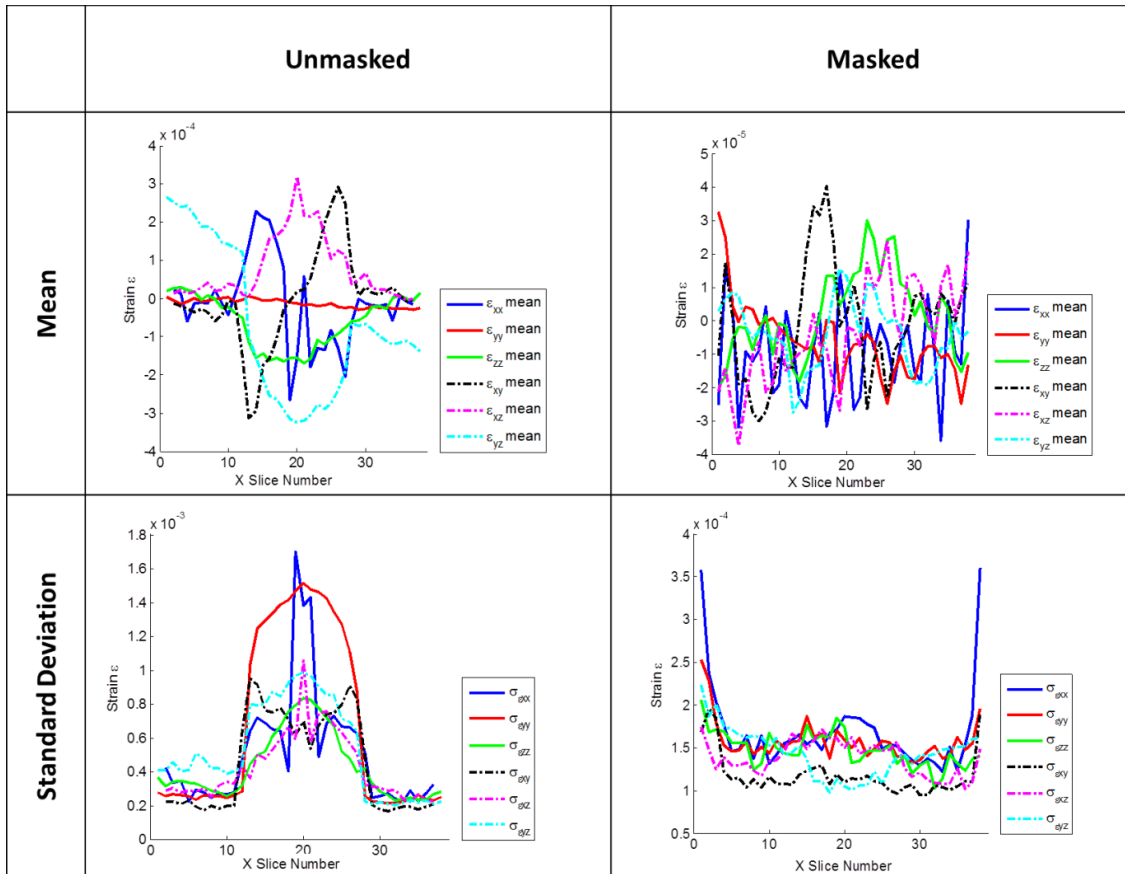 Unmasked
Masked
Mean
x 10⁻⁴
4
3
2
1
0
-1
-2
-3
-4
0
10
20
30
Strain ε
X Slice Number
εxx mean
εyy mean
εzz mean
εxy mean
εxz mean
εyz mean
x 10⁻⁵
5
4
3
2
1
0
-1
-2
-3
-4
0
10
20
30
Strain ε
X Slice Number
εxx mean
εyy mean
εzz mean
εxy mean
εxz mean
εyz mean
Standard Deviation
x 10⁻³
1.8
1.6
1.4
1.2
1
0.8
0.6
0.4
0.2
0
0
10
20
30
Strain ε
X Slice Number
σεxx
σεyy
σεzz
σεxy
σεxz
σεyz
x 10⁻⁴
4
3.5
3
2.5
2
1.5
1
0.5
0
10
20
30
Strain ε
X Slice Number
σεxx
σεyy
σεzz
σεxy
σεxz
σεyz